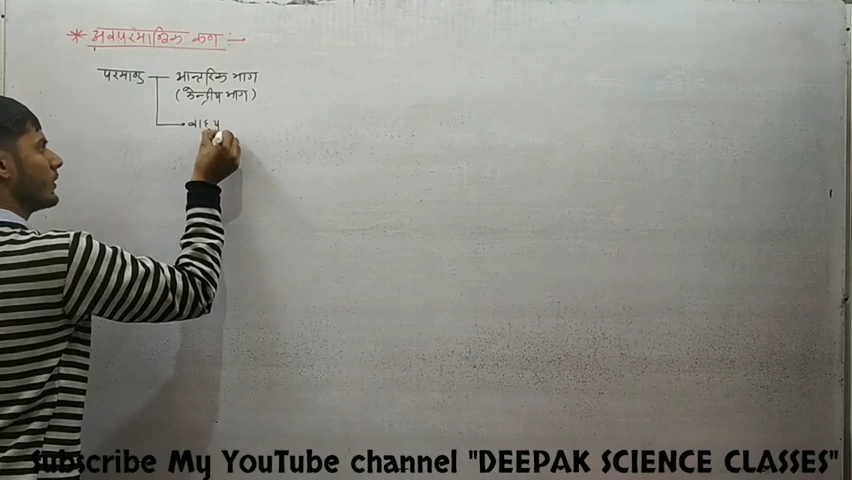 * अवपरमाण्विक कण :-
परमाणु आन्तरिक भाग
(केन्द्रीय भाग)
बाह्य
Subscribe My YouTube channel "DEEPAK SCIENCE CLASSES"